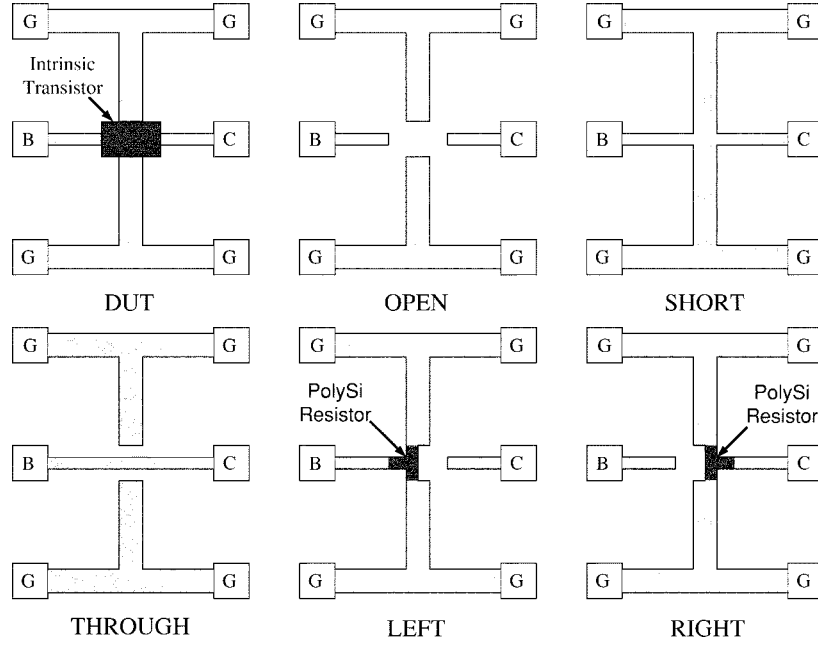 G G G G G G
Intrinsic
Transistor
B C B C B C
G G G G G G
DUT OPEN SHORT
G G G G G G
PolySi
Resistor
PolySi
Resistor
B C B C B C
G G G G G G
THROUGH LEFT RIGHT